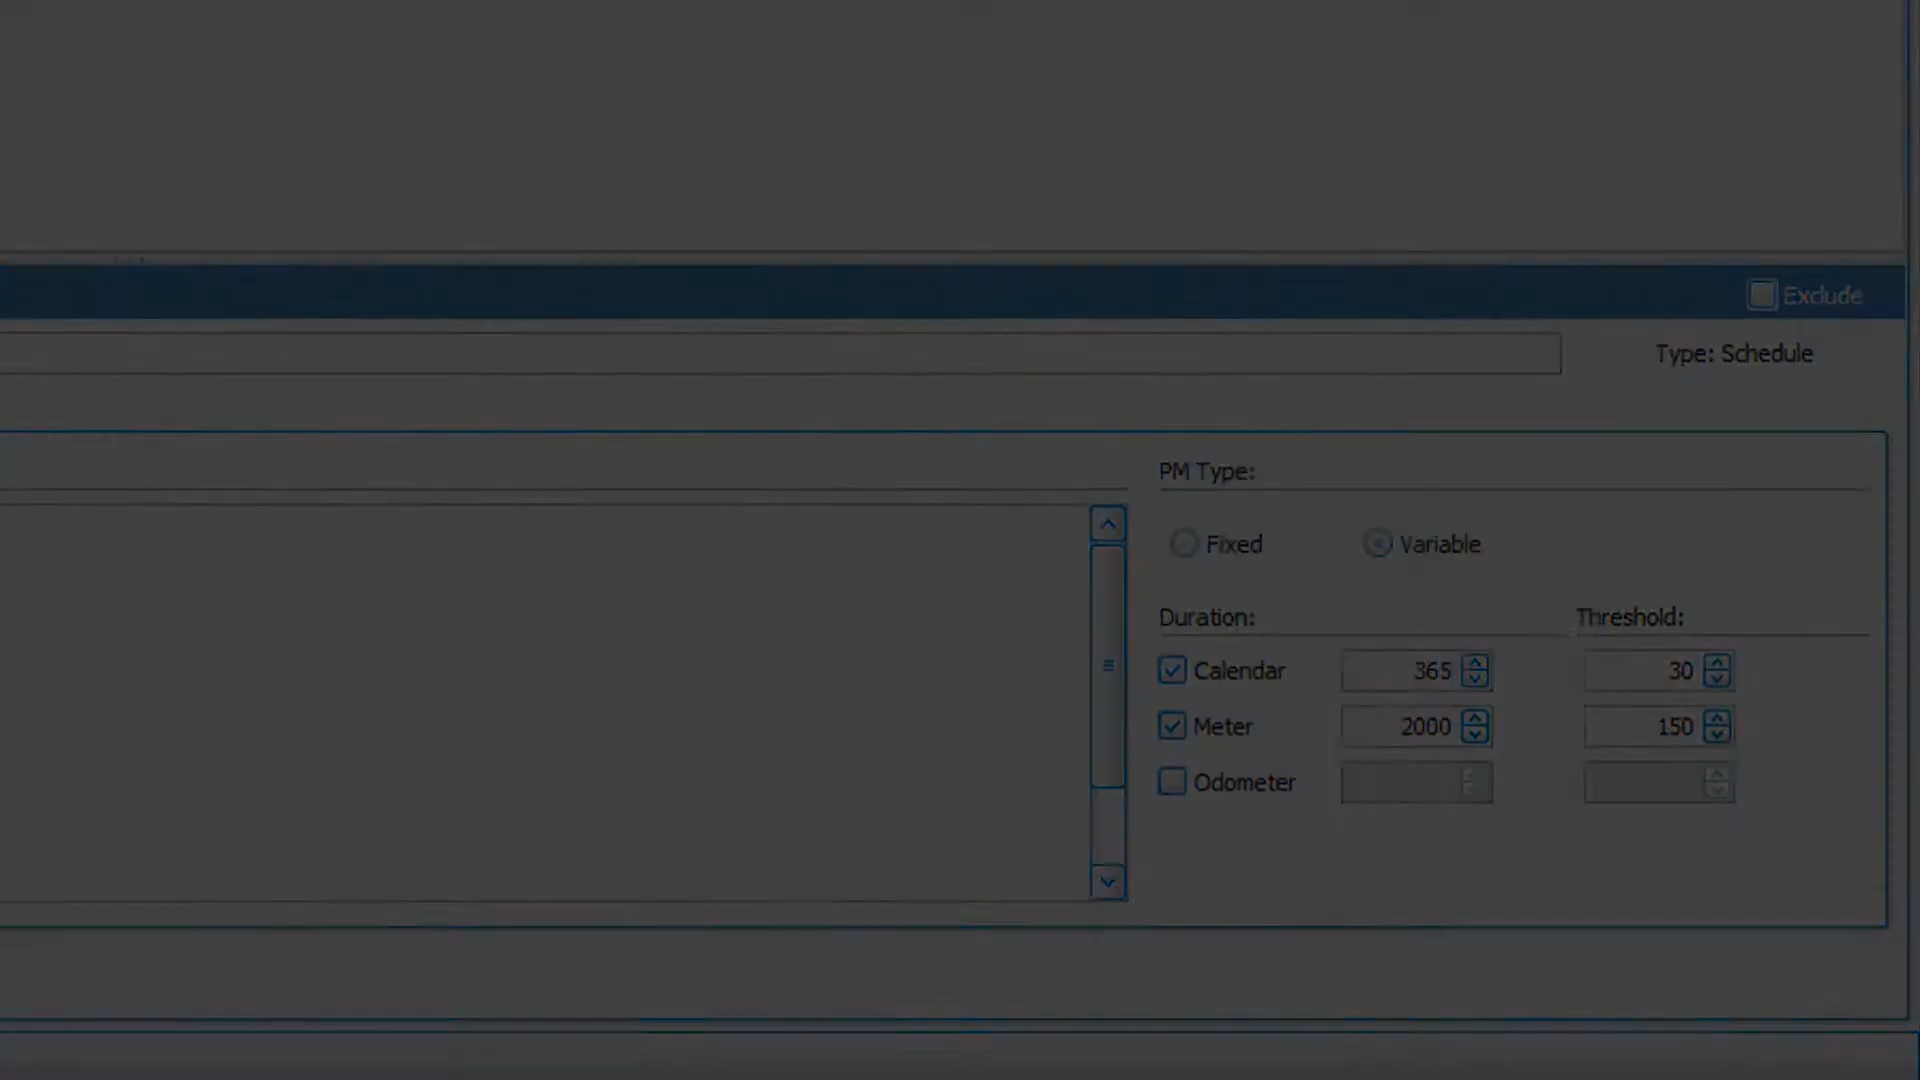 Exclude
Type: Schedule
PM Type:
Fixed Variable
Duration: Threshold:
Calendar 365 30
Meter 2000 150
Odometer